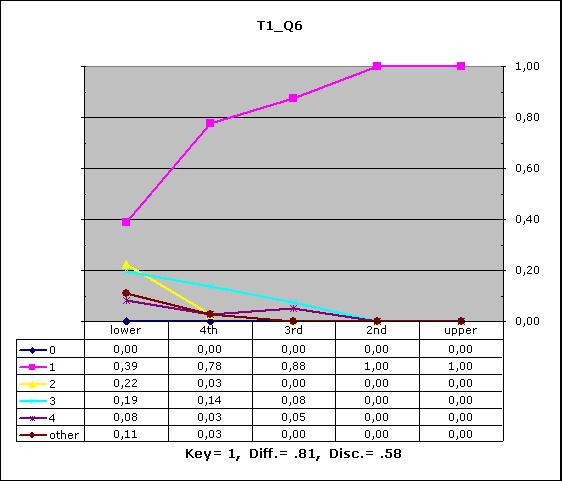 T1_Q6
1,00
0,80
0,60
0,40
0,20
0,00
lower 4th 3rd 2nd upper
0 0,00 0,00 0,00 0,00 0,00
1 0,39 0,78 0,88 1,00 1,00
2 0,22 0,03 0,00 0,00 0,00
3 0,19 0,14 0,08 0,00 0,00
4 0,08 0,03 0,05 0,00 0,00
other 0,11 0,03 0,00 0,00 0,00
Key= 1, Diff.= .81, Disc.= .58